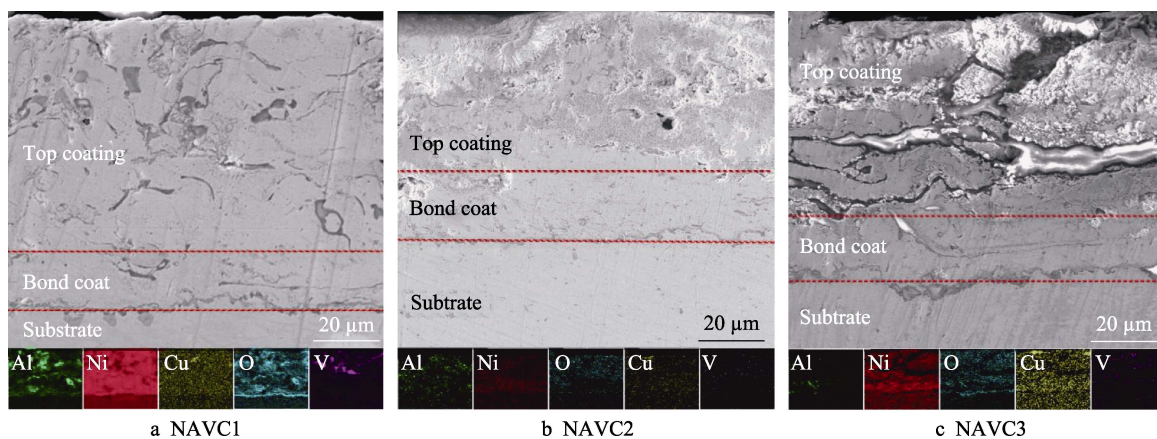 Top coating
Bond coat
Substrate
20 µm
Al Ni Cu O V
a NAVC1
Top coating
Bond coat
Subtrate
20 µm
Al Ni O Cu V
b NAVC2
Top coating
Bond coat
Subtrate
20 µm
Al Ni O Cu V
c NAVC3